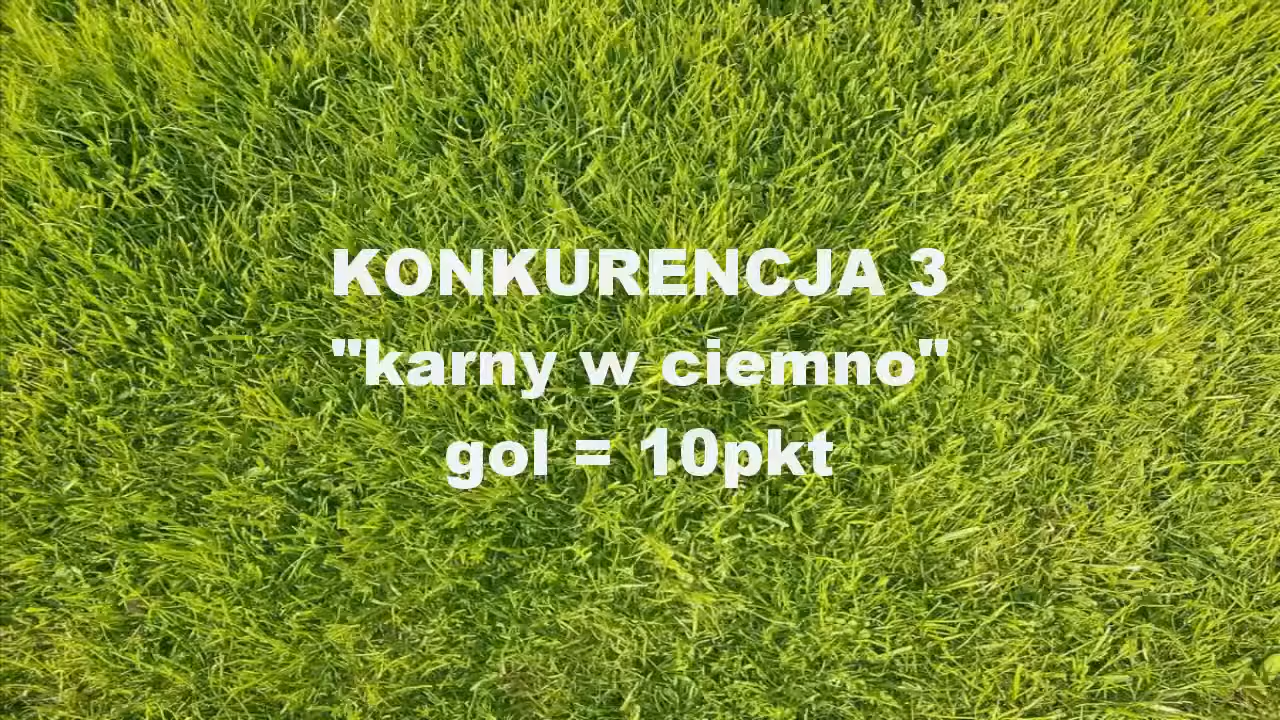 KONKURENCJA 3
"karny w ciemno"
gol = 10pkt